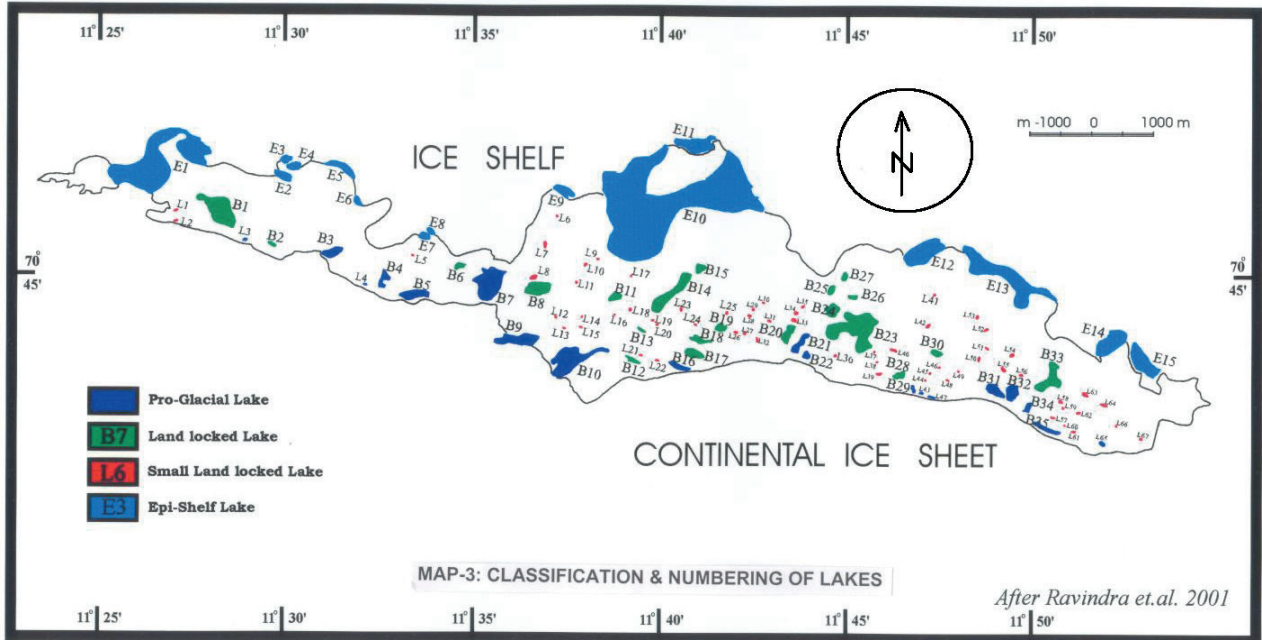 11° 25' 11° 30' 11° 35' 11° 40' 11° 45' 11° 50'
m -1000 0 1000 m
N
ICE SHELF
E11
E3 E4
E1 E5
E2
E6
E9
E10
E8
E7
E12
E13
E14
E15
L1
L2
B1
L3
B2
B3
L4
B4
B5
L5
B6
B7
L6
L7
L8
B8
L9
L10
L11
L17
B11
B15
B14
L12
L13
L14
L15
L16
L18
L19
L20
L23
L24
L25
B9
B10
B13
L21
B12
L22
B16
B17
B18
B19
B20
B21
B22
B27
B25
B26
B24
B23
L36
L41
L42
B30
B28
B29
B31
B32
B33
B34
B35
70° 45'
70° 45'
Pro-Glacial Lake
B7 Land locked Lake
L6 Small Land locked Lake
E3 Epi-Shelf Lake
CONTINENTAL ICE SHEET
MAP-3: CLASSIFICATION & NUMBERING OF LAKES
After Ravindra et.al. 2001
11° 25' 11° 30' 11° 35' 11° 40' 11° 45' 11° 50'